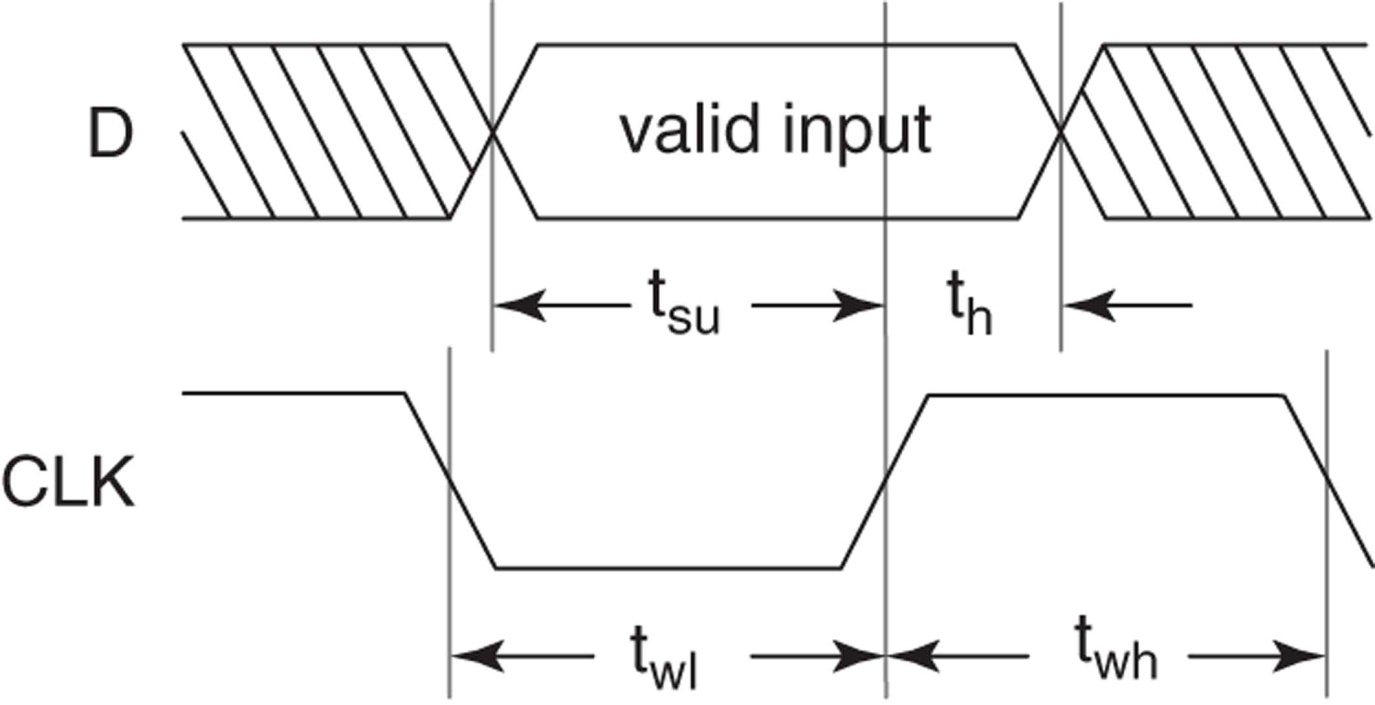 D
valid input
tsu
th
CLK
twl
twh